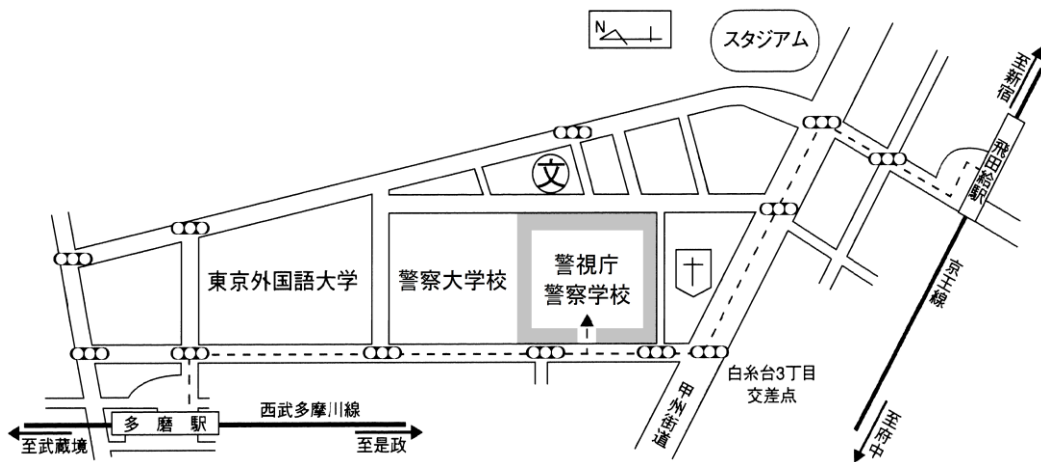 N
スタジアム
至新宿
飛田給駅
文
東京外国語大学
警察大学校
警視庁
警察学校
京王線
白糸台3丁目
交差点
甲州街道
西武多摩川線
多磨駅
至武蔵境
至是政
至府中